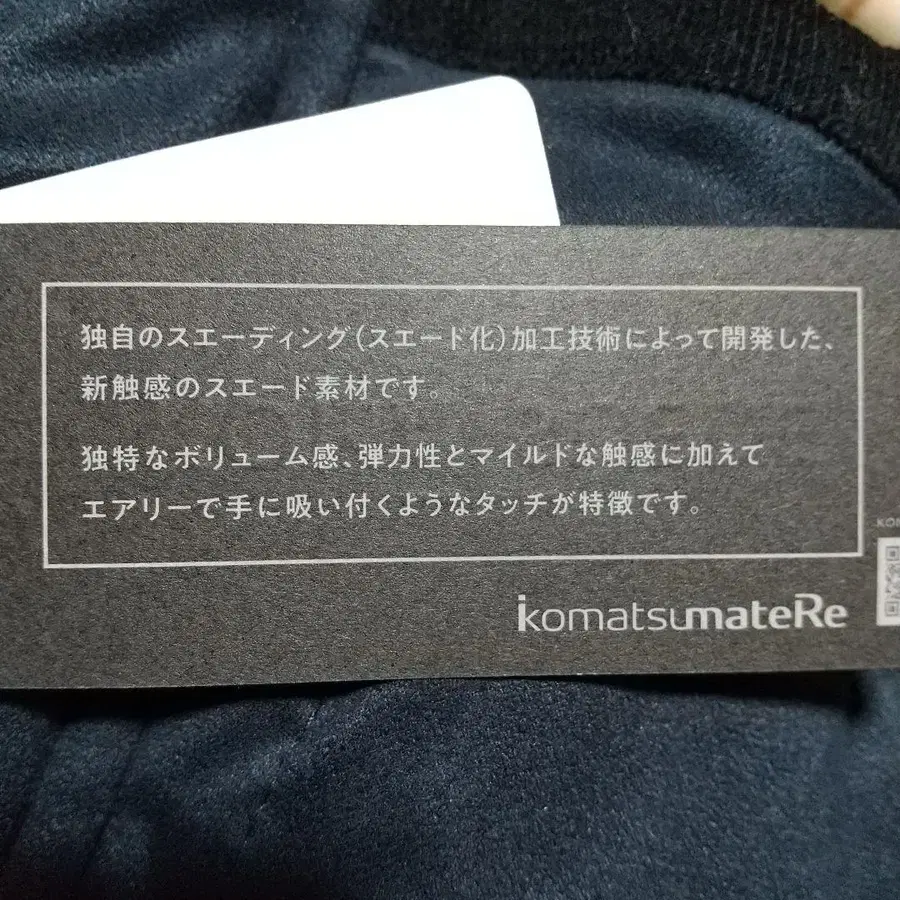 独自のスエーディング（スエード化）加工技術によって開発した、
新触感のスエード素材です。
独特なボリューム感、弾力性とマイルドな触感に加えて
エアリーで手に吸い付くようなタッチが特徴です。
komatsumateRe